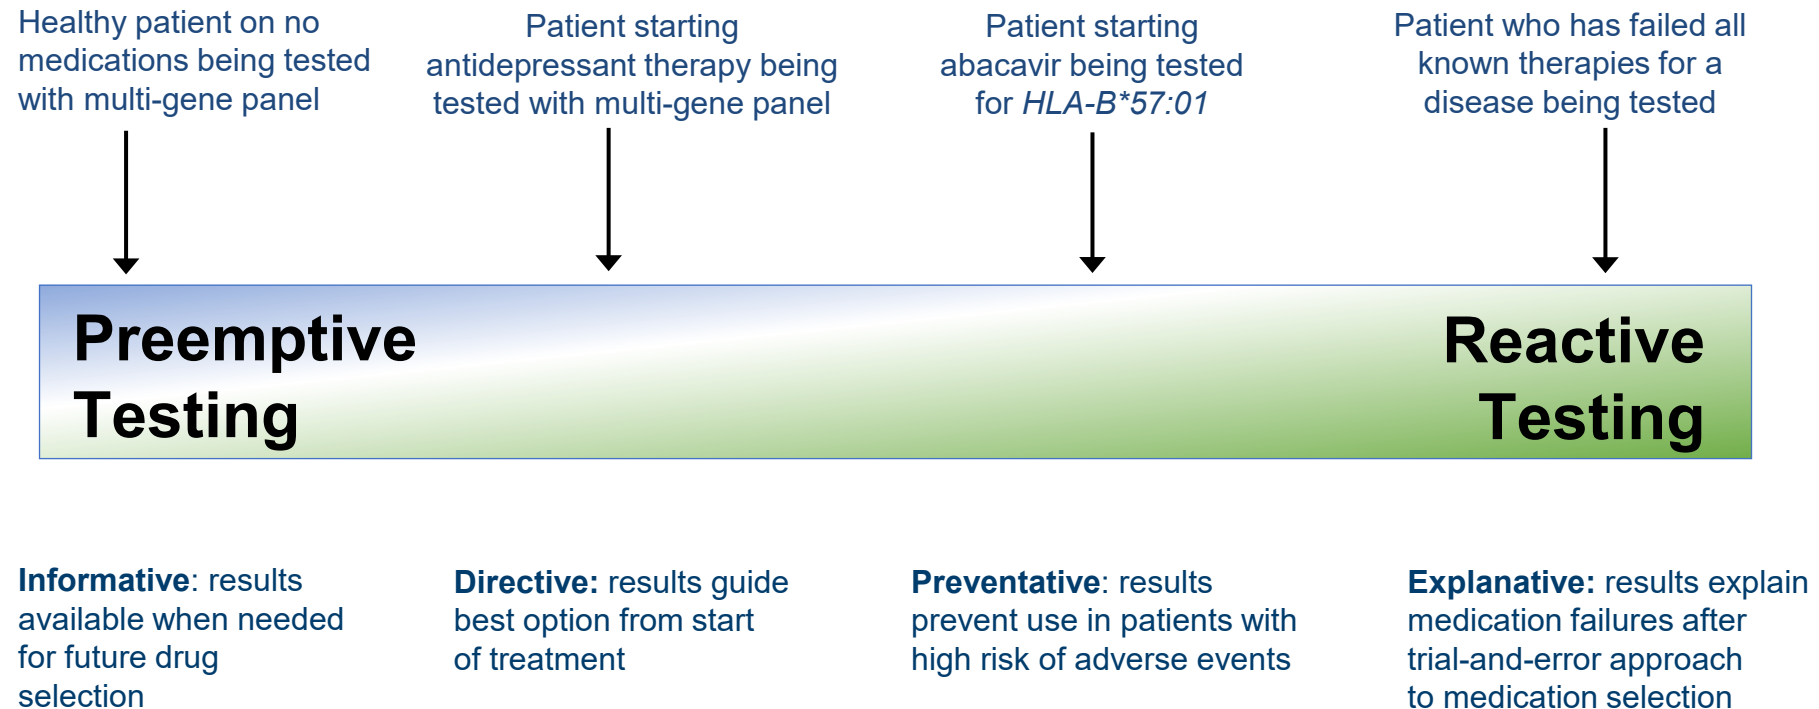 Healthy patient on no
medications being tested
with multi-gene panel
Patient starting
antidepressant therapy being
tested with multi-gene panel
Patient starting
abacavir being tested
for HLA-B*57:01
Patient who has failed all
known therapies for a
disease being tested
Preemptive
Testing
Reactive
Testing
Informative: results
available when needed
for future drug
selection
Directive: results guide
best option from start
of treatment
Preventative: results
prevent use in patients with
high risk of adverse events
Explanative: results explain
medication failures after
trial-and-error approach
to medication selection